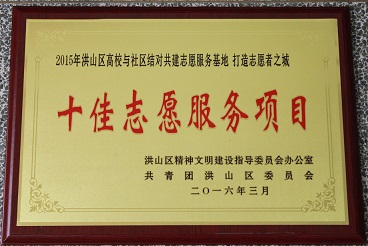 2015年洪山区高校与社区结对共建志愿服务基地 打造志愿者之城
十佳志愿服务项目
洪山区精神文明建设指导委员会办公室
共青团洪山区委员会
二〇一六年三月